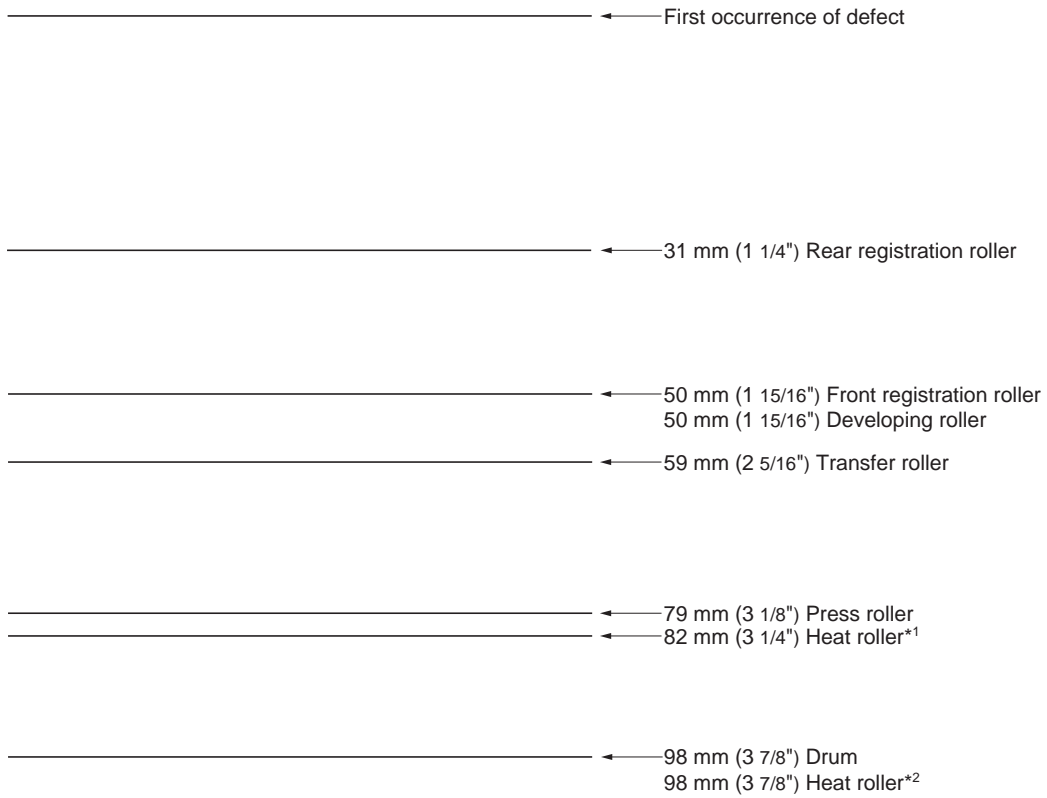 First occurrence of defect
31 mm (1 1/4") Rear registration roller
50 mm (1 15/16") Front registration roller
50 mm (1 15/16") Developing roller
59 mm (2 5/16") Transfer roller
79 mm (3 1/8") Press roller
82 mm (3 1/4") Heat roller*1
98 mm (3 7/8") Drum
98 mm (3 7/8") Heat roller*2